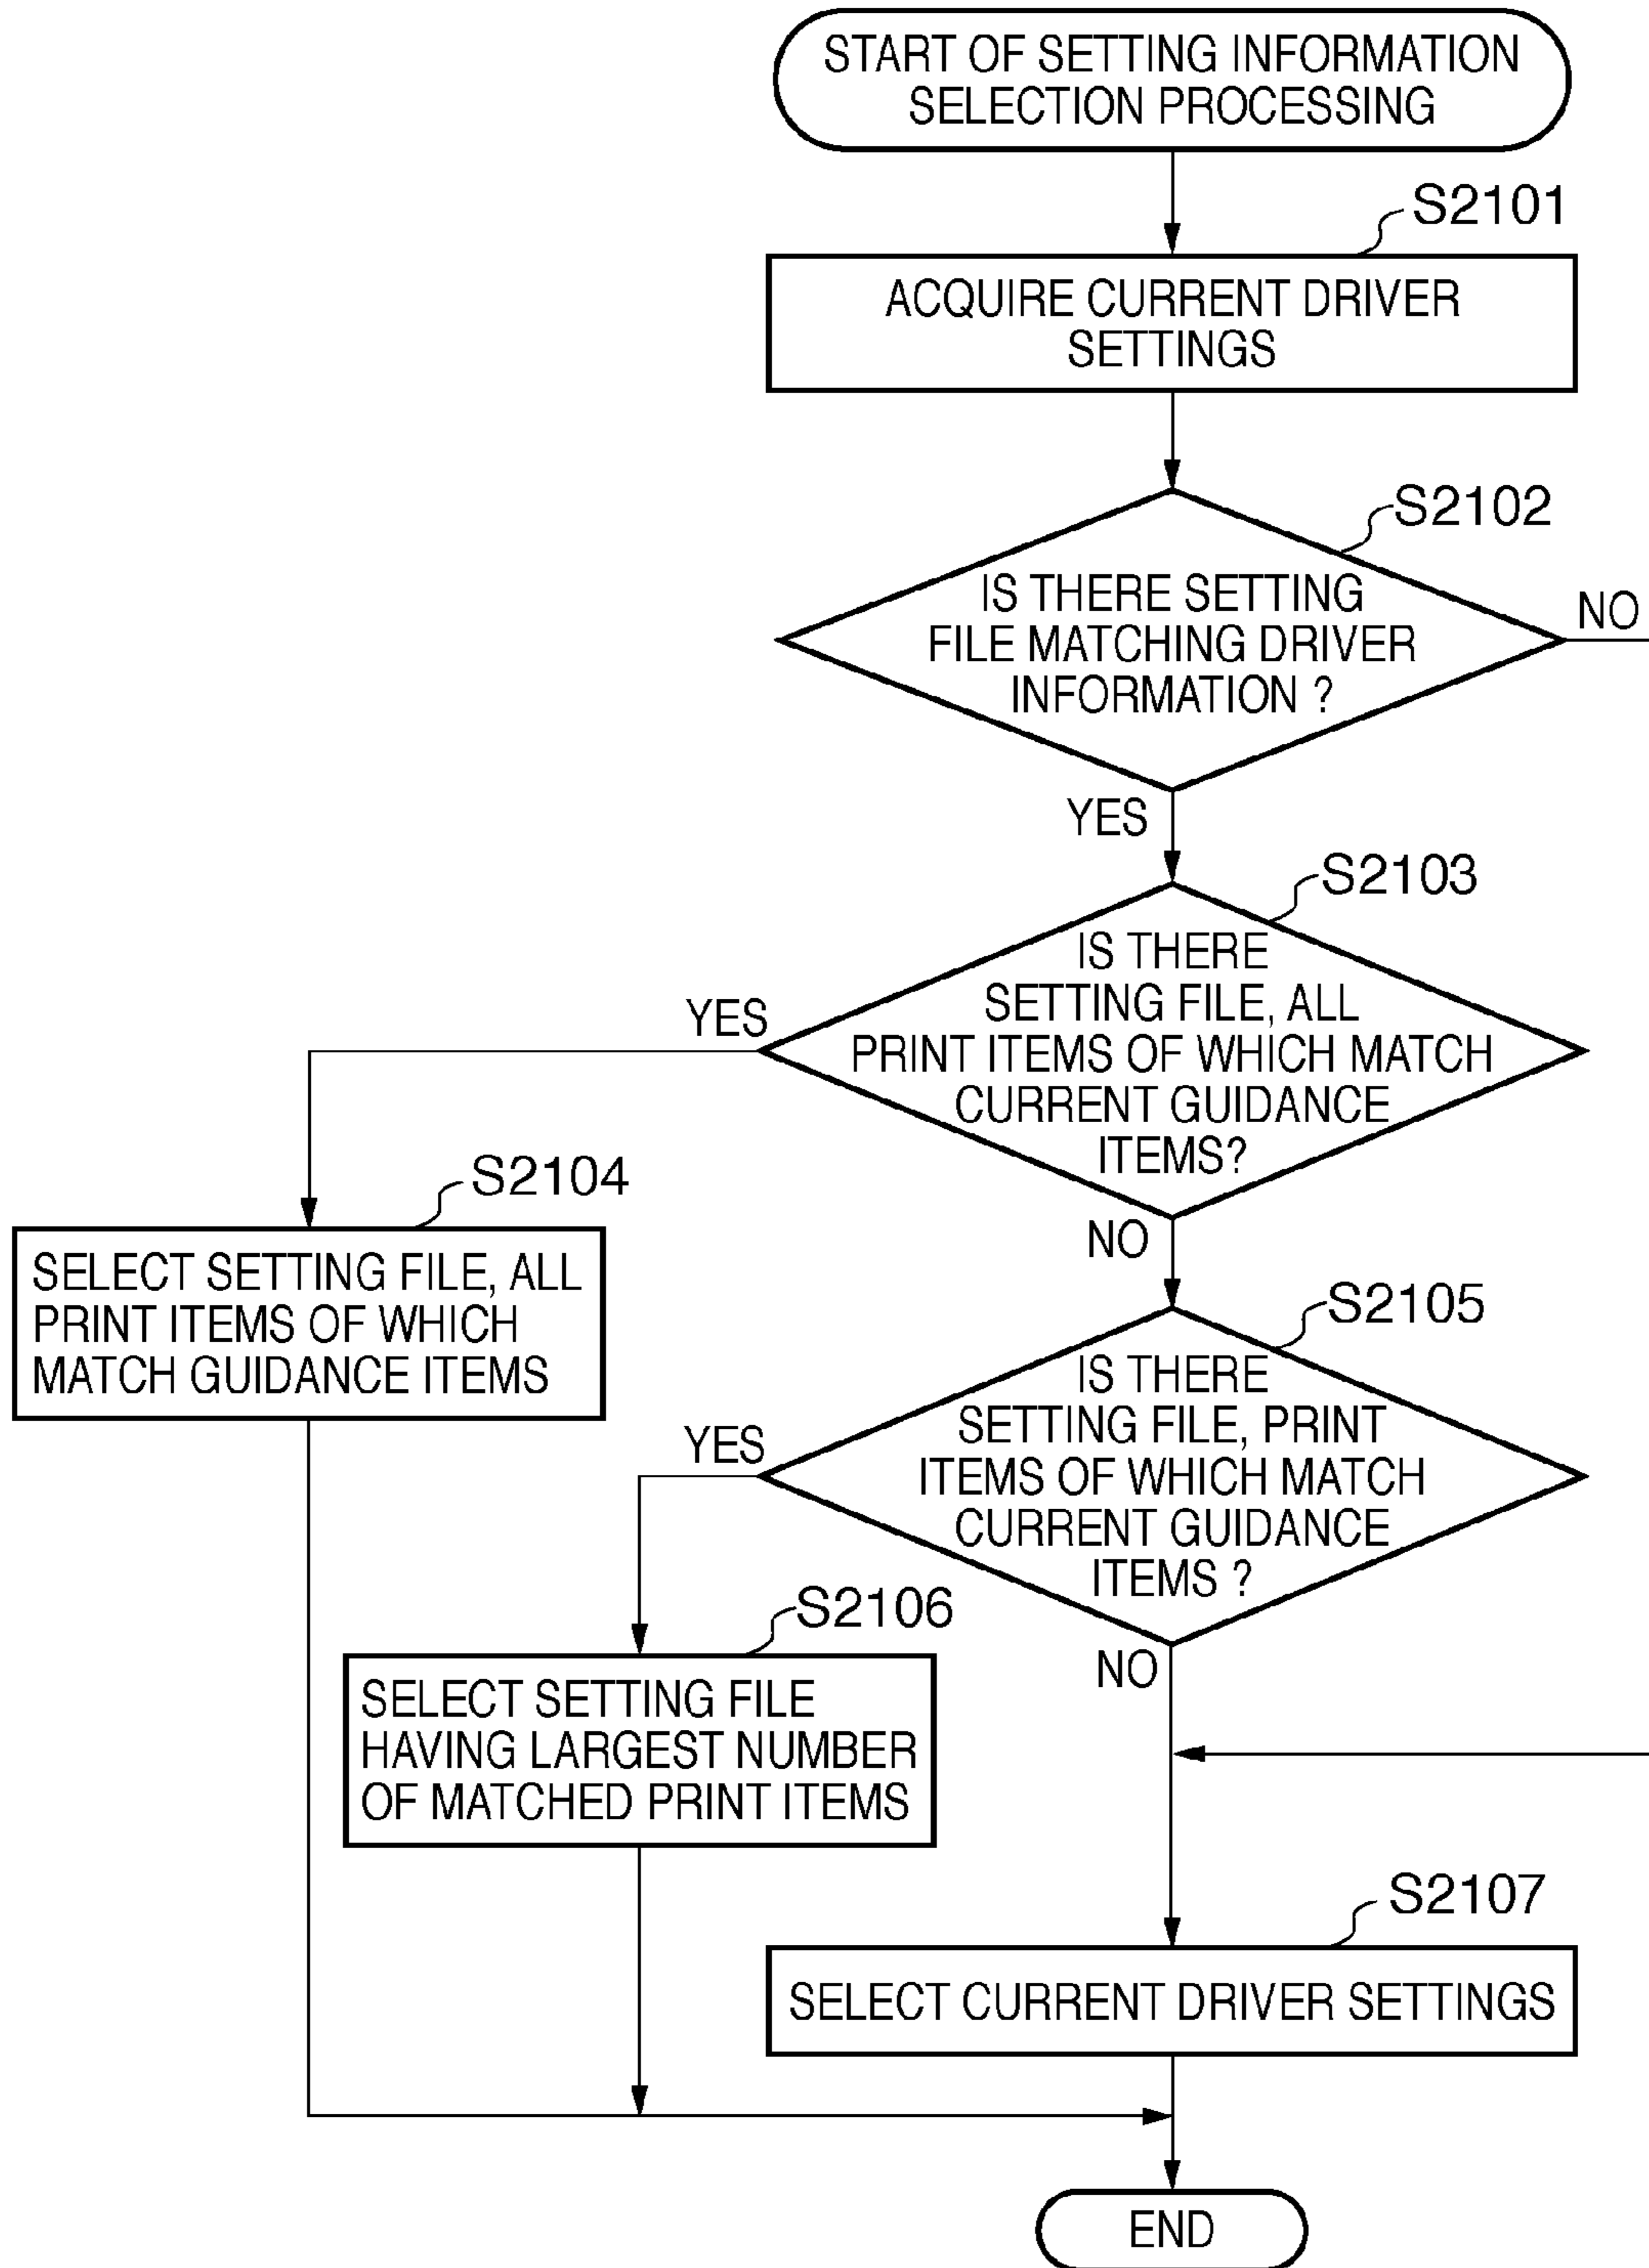 START OF SETTING INFORMATION
SELECTION PROCESSING
S2101
ACQUIRE CURRENT DRIVER
SETTINGS
S2102
IS THERE SETTING
FILE MATCHING DRIVER
INFORMATION ?
NO
YES
S2103
IS THERE
SETTING FILE, ALL
PRINT ITEMS OF WHICH MATCH
CURRENT GUIDANCE
ITEMS?
YES
NO
S2104
SELECT SETTING FILE, ALL
PRINT ITEMS OF WHICH
MATCH GUIDANCE ITEMS
S2105
IS THERE
SETTING FILE, PRINT
ITEMS OF WHICH MATCH
CURRENT GUIDANCE
ITEMS ?
YES
NO
S2106
SELECT SETTING FILE
HAVING LARGEST NUMBER
OF MATCHED PRINT ITEMS
S2107
SELECT CURRENT DRIVER SETTINGS
END